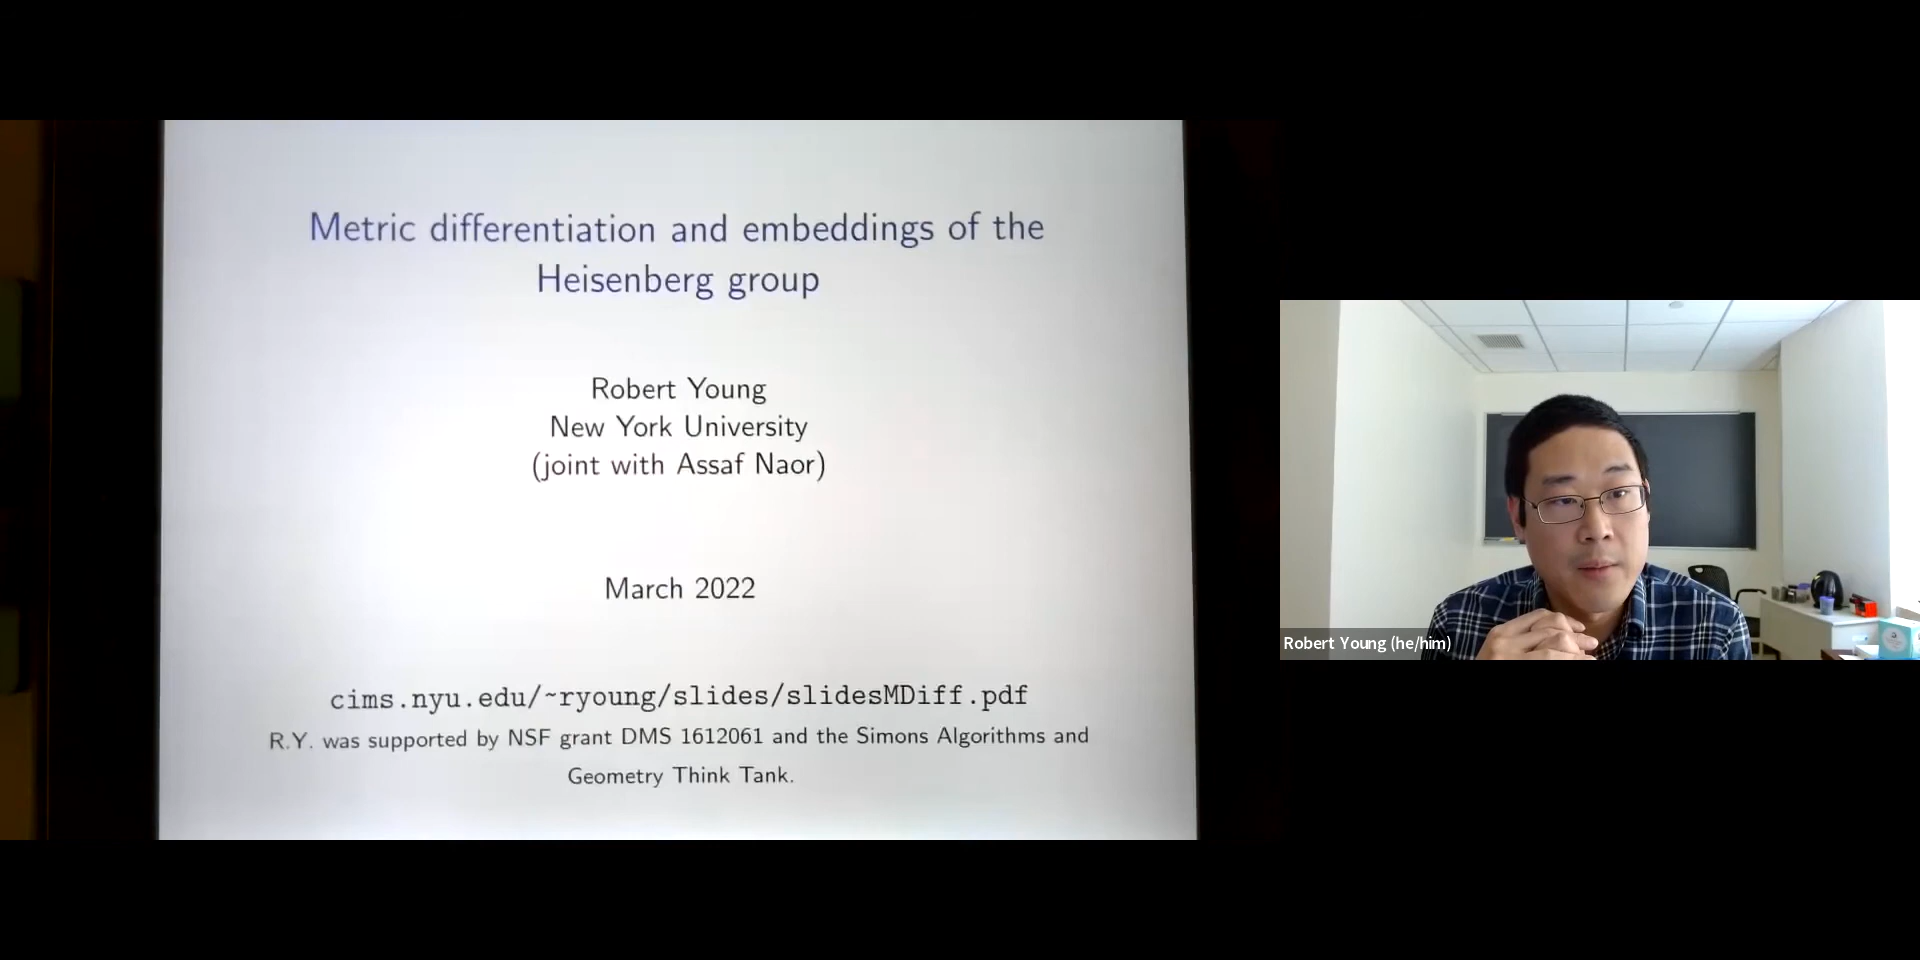 Metric differentiation and embeddings of the
Heisenberg group
Robert Young
New York University
(joint with Assaf Naor)
March 2022
cims.nyu.edu/~ryoung/slides/slidesMDiff.pdf
R.Y. was supported by NSF grant DMS 1612061 and the Simons Algorithms and
Geometry Think Tank.
Robert Young (he/him)